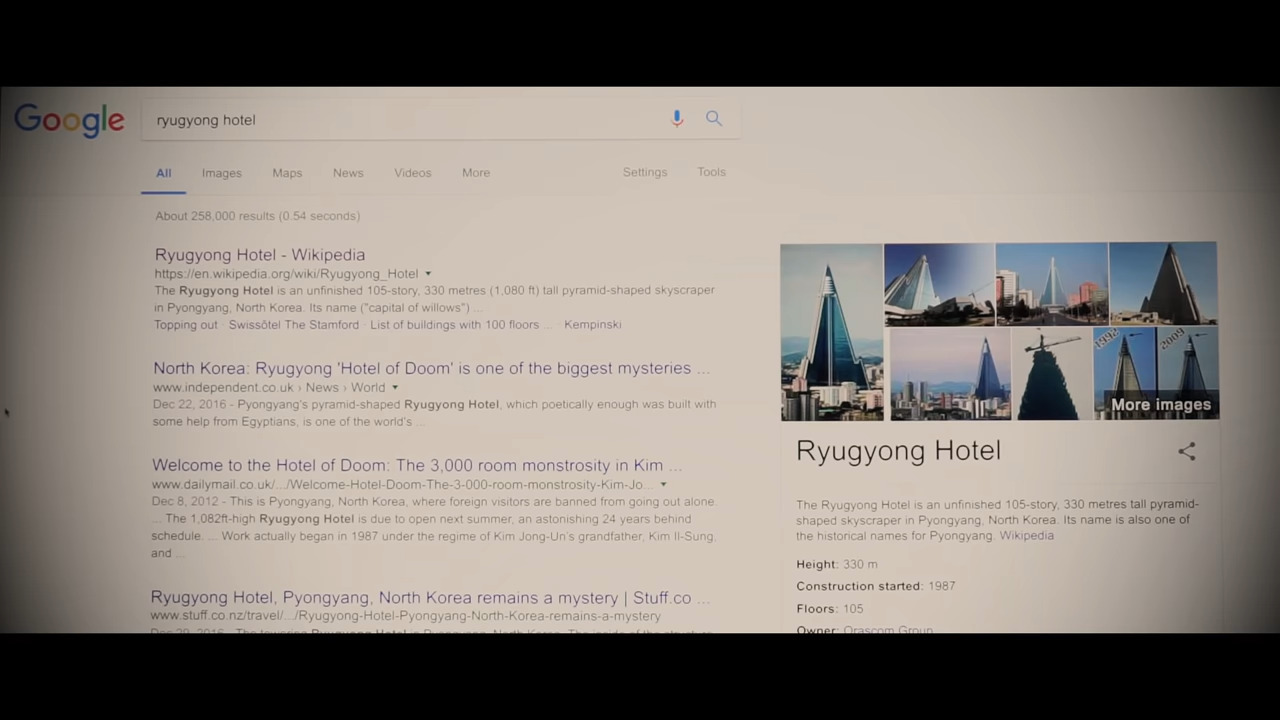 Google
ryugyong hotel
All Images Maps News Videos More Settings Tools
About 258,000 results (0.54 seconds)
Ryugyong Hotel - Wikipedia
https://en.wikipedia.org/wiki/Ryugyong_Hotel
The Ryugyong Hotel is an unfinished 105-story, 330 metres (1,080 ft) tall pyramid-shaped skyscraper
in Pyongyang, North Korea. Its name ("capital of willows") ...
Topping out · Swissôtel The Stamford · List of buildings with 100 floors ... · Kempinski
North Korea: Ryugyong 'Hotel of Doom' is one of the biggest mysteries ...
www.independent.co.uk › News › World
Dec 22, 2016 - Pyongyang's pyramid-shaped Ryugyong Hotel, which poetically enough was built with
some help from Egyptians, is one of the world's ...
Welcome to the Hotel of Doom: The 3,000 room monstrosity in Kim ...
www.dailymail.co.uk/.../Welcome-Hotel-Doom-The-3-000-room-monstrosity-Kim-Jo...
Dec 8, 2012 - This is Pyongyang, North Korea, where foreign visitors are banned from going out alone.
... The 1,082ft-high Ryugyong Hotel is due to open next summer, an astonishing 24 years behind
schedule. ... Work actually began in 1987 under the regime of Kim Jong-Un's grandfather, Kim Il-Sung,
and ...
Ryugyong Hotel, Pyongyang, North Korea remains a mystery | Stuff.co ...
www.stuff.co.nz/travel/.../Ryugyong-Hotel-Pyongyang-North-Korea-remains-a-mystery
1992 2009
More images
Ryugyong Hotel
The Ryugyong Hotel is an unfinished 105-story, 330 metres tall pyramid-
shaped skyscraper in Pyongyang, North Korea. Its name is also one of
the historical names for Pyongyang. Wikipedia
Height: 330 m
Construction started: 1987
Floors: 105
Owner: Orascom Group